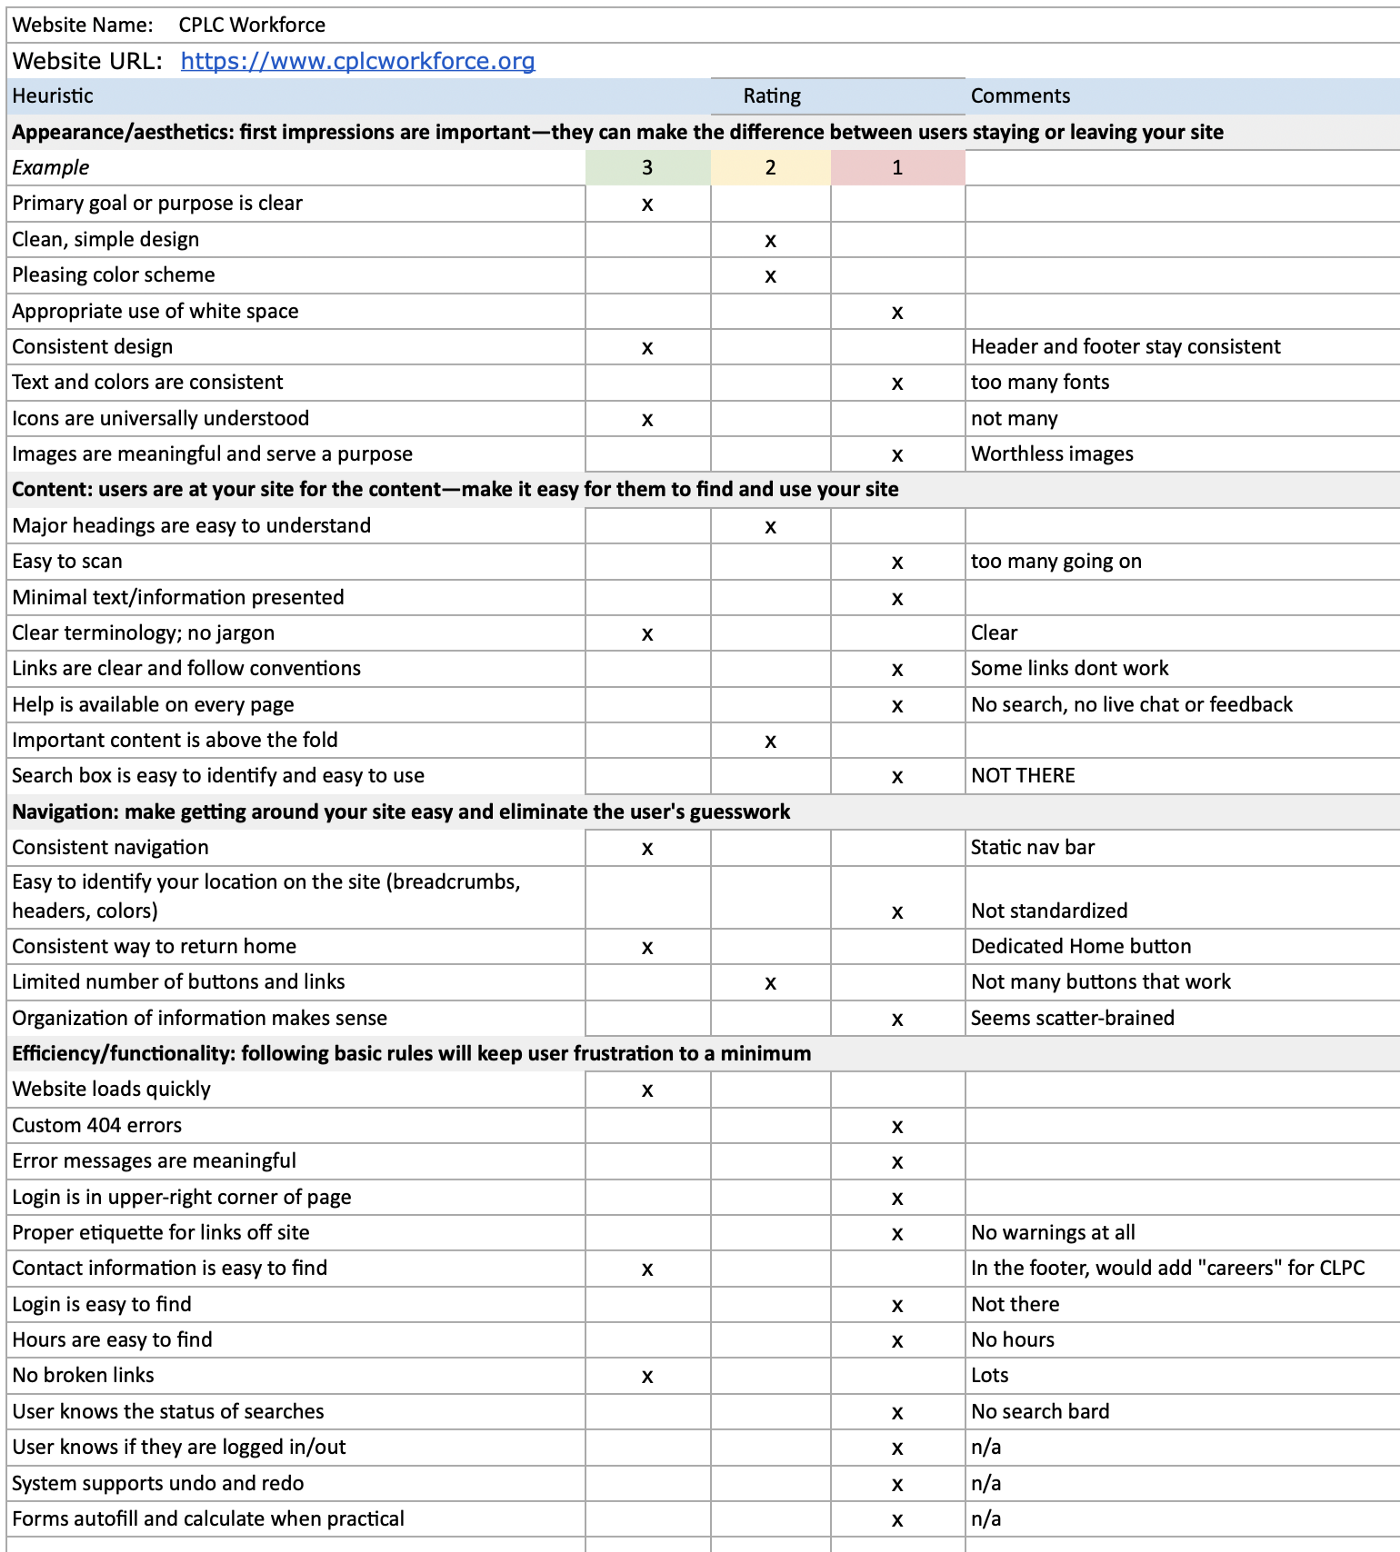 Website Name: CPLC Workforce
Website URL: https://www.cplcworkforce.org
Heuristic Rating Comments
Appearance/aesthetics: first impressions are important—they can make the difference between users staying or leaving your site
Example 3 2 1
Primary goal or purpose is clear x
Clean, simple design x
Pleasing color scheme x
Appropriate use of white space x
Consistent design x Header and footer stay consistent
Text and colors are consistent x too many fonts
Icons are universally understood x not many
Images are meaningful and serve a purpose x Worthless images
Content: users are at your site for the content—make it easy for them to find and use your site
Major headings are easy to understand x
Easy to scan x too many going on
Minimal text/information presented x
Clear terminology; no jargon x Clear
Links are clear and follow conventions x Some links dont work
Help is available on every page x No search, no live chat or feedback
Important content is above the fold x
Search box is easy to identify and easy to use x NOT THERE
Navigation: make getting around your site easy and eliminate the user's guesswork
Consistent navigation x Static nav bar
Easy to identify your location on the site (breadcrumbs,
headers, colors) x Not standardized
Consistent way to return home x Dedicated Home button
Limited number of buttons and links x Not many buttons that work
Organization of information makes sense x Seems scatter-brained
Efficiency/functionality: following basic rules will keep user frustration to a minimum
Website loads quickly x
Custom 404 errors x
Error messages are meaningful x
Login is in upper-right corner of page x
Proper etiquette for links off site x No warnings at all
Contact information is easy to find x In the footer, would add "careers" for CLPC
Login is easy to find x Not there
Hours are easy to find x No hours
No broken links x Lots
User knows the status of searches x No search bard
User knows if they are logged in/out x n/a
System supports undo and redo x n/a
Forms autofill and calculate when practical x n/a